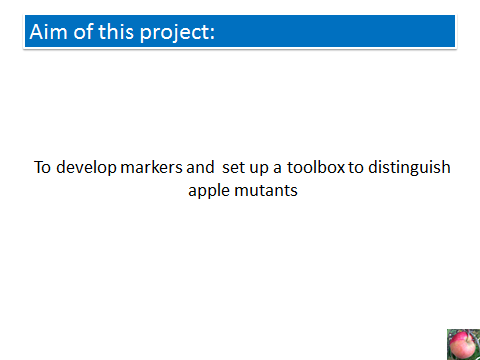 Aim of this project:
To develop markers and  set up a toolbox to distinguish
apple mutants